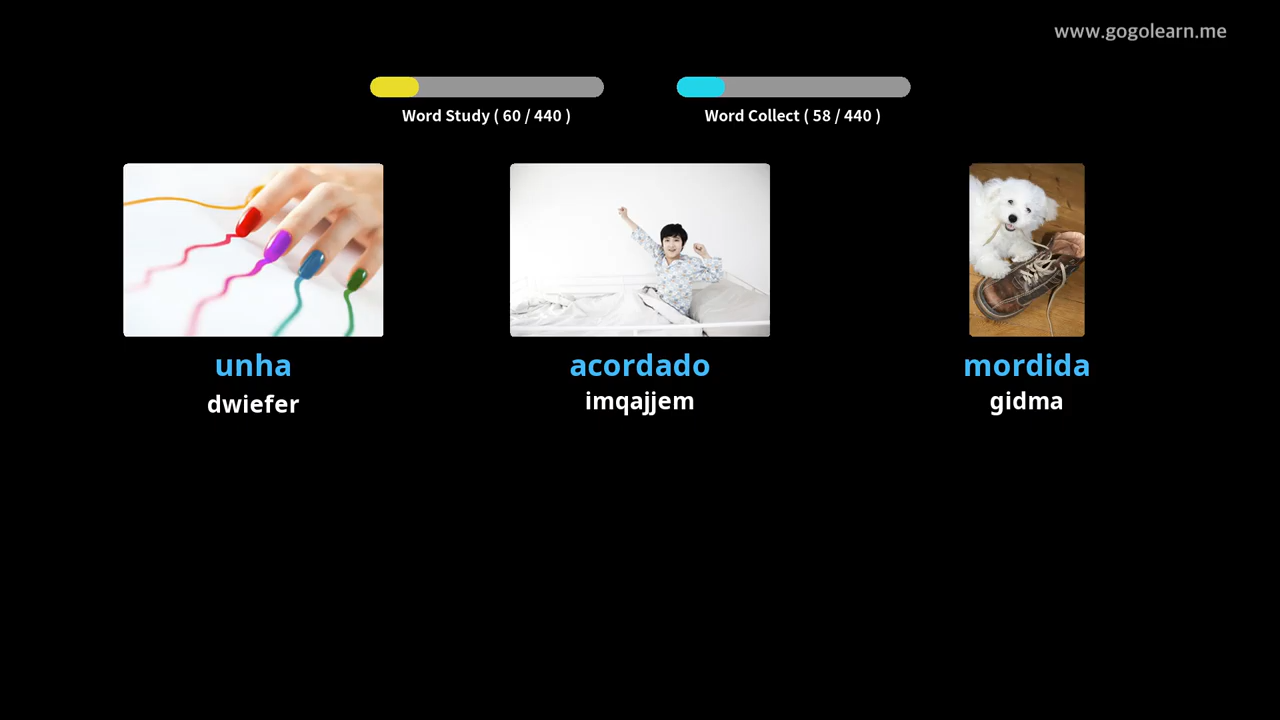 www.gogolearn.me
Word Study ( 60 / 440 )
Word Collect ( 58 / 440 )
unha
dwiefer
acordado
imqajjem
mordida
gidma